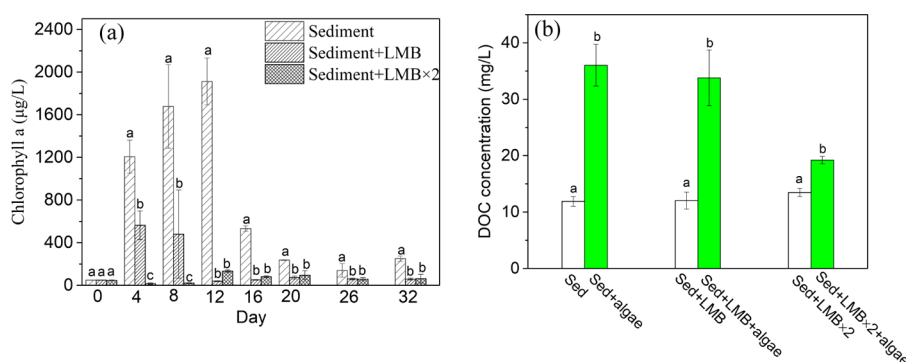 (a)
Sediment
Sediment+LMB
Sediment+LMB×2
Chlorophyll a (μg/L)
2400
2000
1600
1200
800
400
0
a a a
a b c
a b c
a b b
a b b
a b b
a b b
a b b
0 4 8 12 16 20 26 32
Day
(b)
DOC concentration (mg/L)
40
30
20
10
0
a b
a b
a b
Sed
Sed+algae
Sed+LMB
Sed+LMB+algae
Sed+LMB×2
Sed+LMB×2+algae